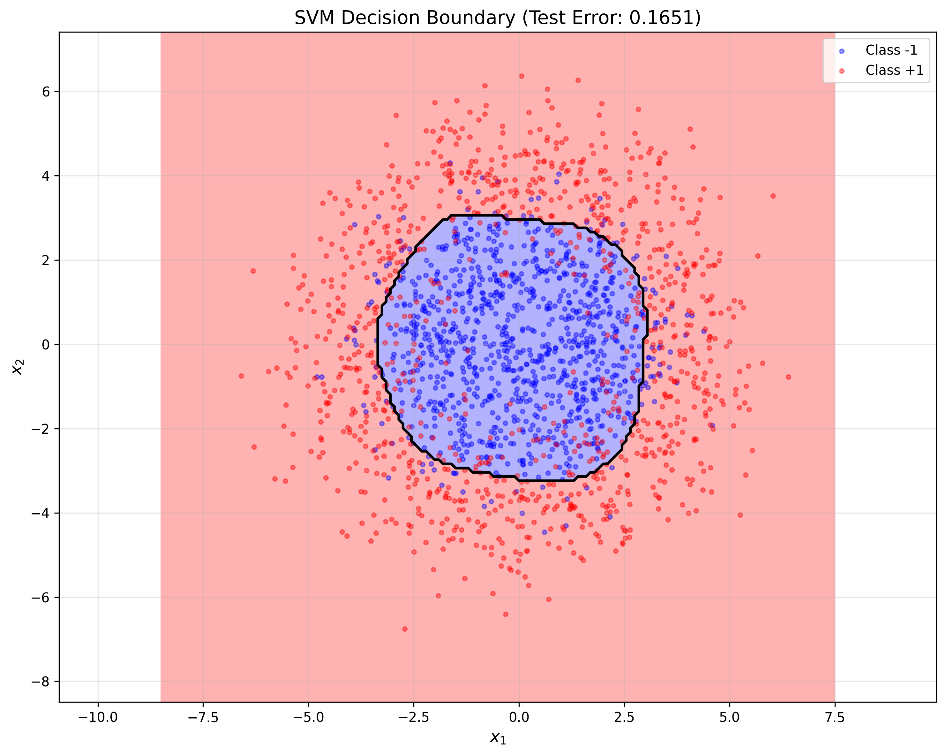 SVM Decision Boundary (Test Error: 0.1651)
Class -1
Class +1
6
4
2
0
−2
−4
−6
−8
x₂
−10.0 −7.5 −5.0 −2.5 0.0 2.5 5.0 7.5
x₁